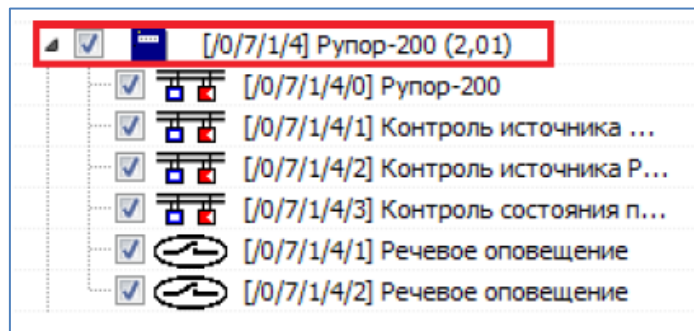 [/0/7/1/4] Рупор-200 (2,01)
[/0/7/1/4/0] Рупор-200
[/0/7/1/4/1] Контроль источника ...
[/0/7/1/4/2] Контроль источника Р...
[/0/7/1/4/3] Контроль состояния п...
[/0/7/1/4/1] Речевое оповещение
[/0/7/1/4/2] Речевое оповещение